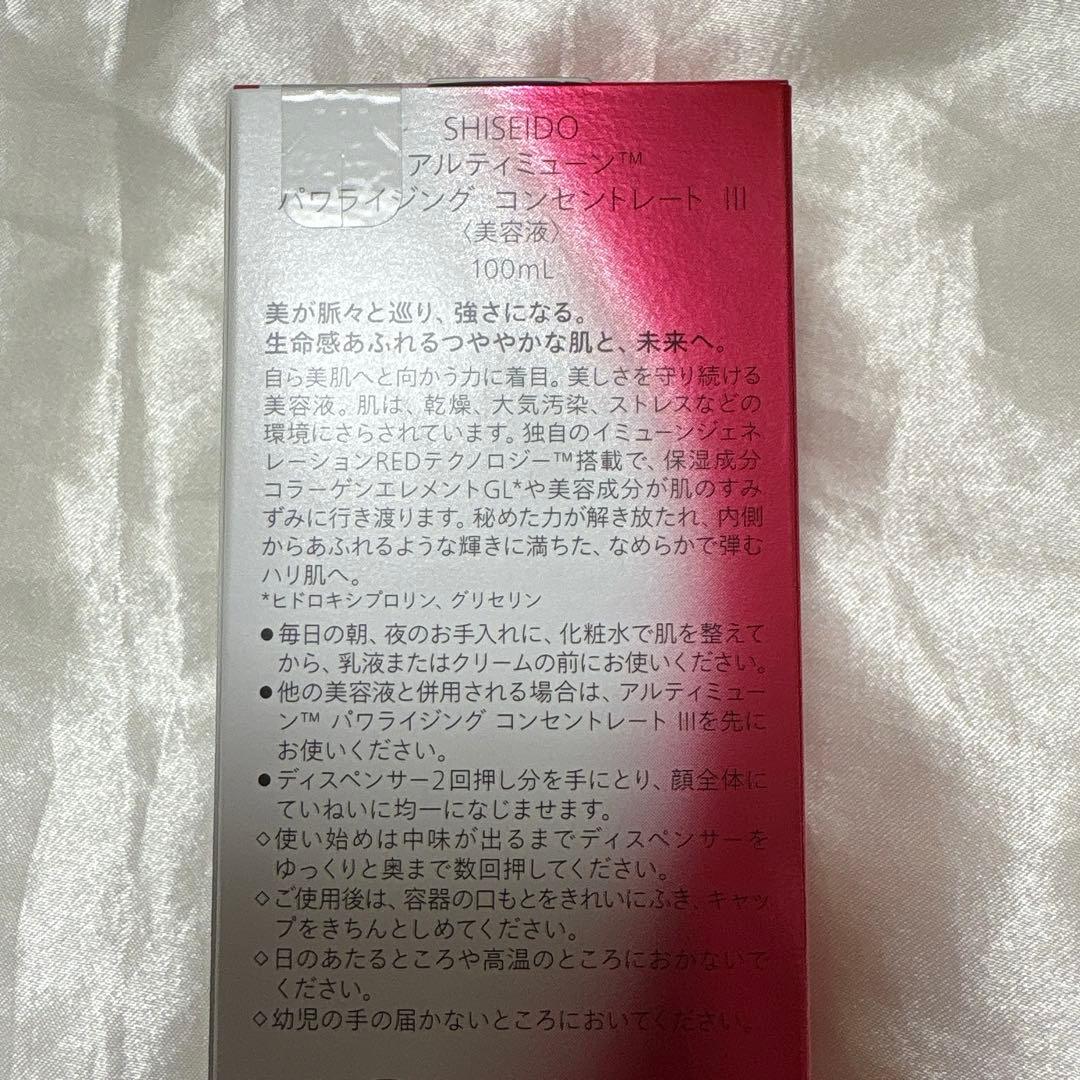 SHISEIDO
アルティミューン™
パワライジング コンセントレート III
〈美容液〉
100mL
美が脈々と巡り、強さになる。
生命感あふれるつややかな肌と、未来へ。
自ら美肌へと向かう力に着目。美しさを守り続ける
美容液。肌は、乾燥、大気汚染、ストレスなどの
環境にさらされています。独自のイミューンジェネ
レーションREDテクノロジー™搭載で、保湿成分
コラーゲンエレメントGL*や美容成分が肌のすみ
ずみに行き渡ります。秘めた力が解き放たれ、内側
からあふれるような輝きに満ちた、なめらかで弾む
ハリ肌へ。
*ヒドロキシプロリン、グリセリン
●毎日の朝、夜のお手入れに、化粧水で肌を整えて
から、乳液またはクリームの前にお使いください。
●他の美容液と併用される場合は、アルティミュー
ン™ パワライジング コンセントレート IIIを先に
お使いください。
●ディスペンサー2回押し分を手にとり、顔全体に
ていねいに均一になじませます。
◇使い始めは中味が出るまでディスペンサーを
ゆっくりと奥まで数回押してください。
◇ご使用後は、容器の口もとをきれいにふき、キャッ
プをきちんとしめてください。
◇日のあたるところや高温のところにおかないで
ください。
◇幼児の手の届かないところにおいてください。